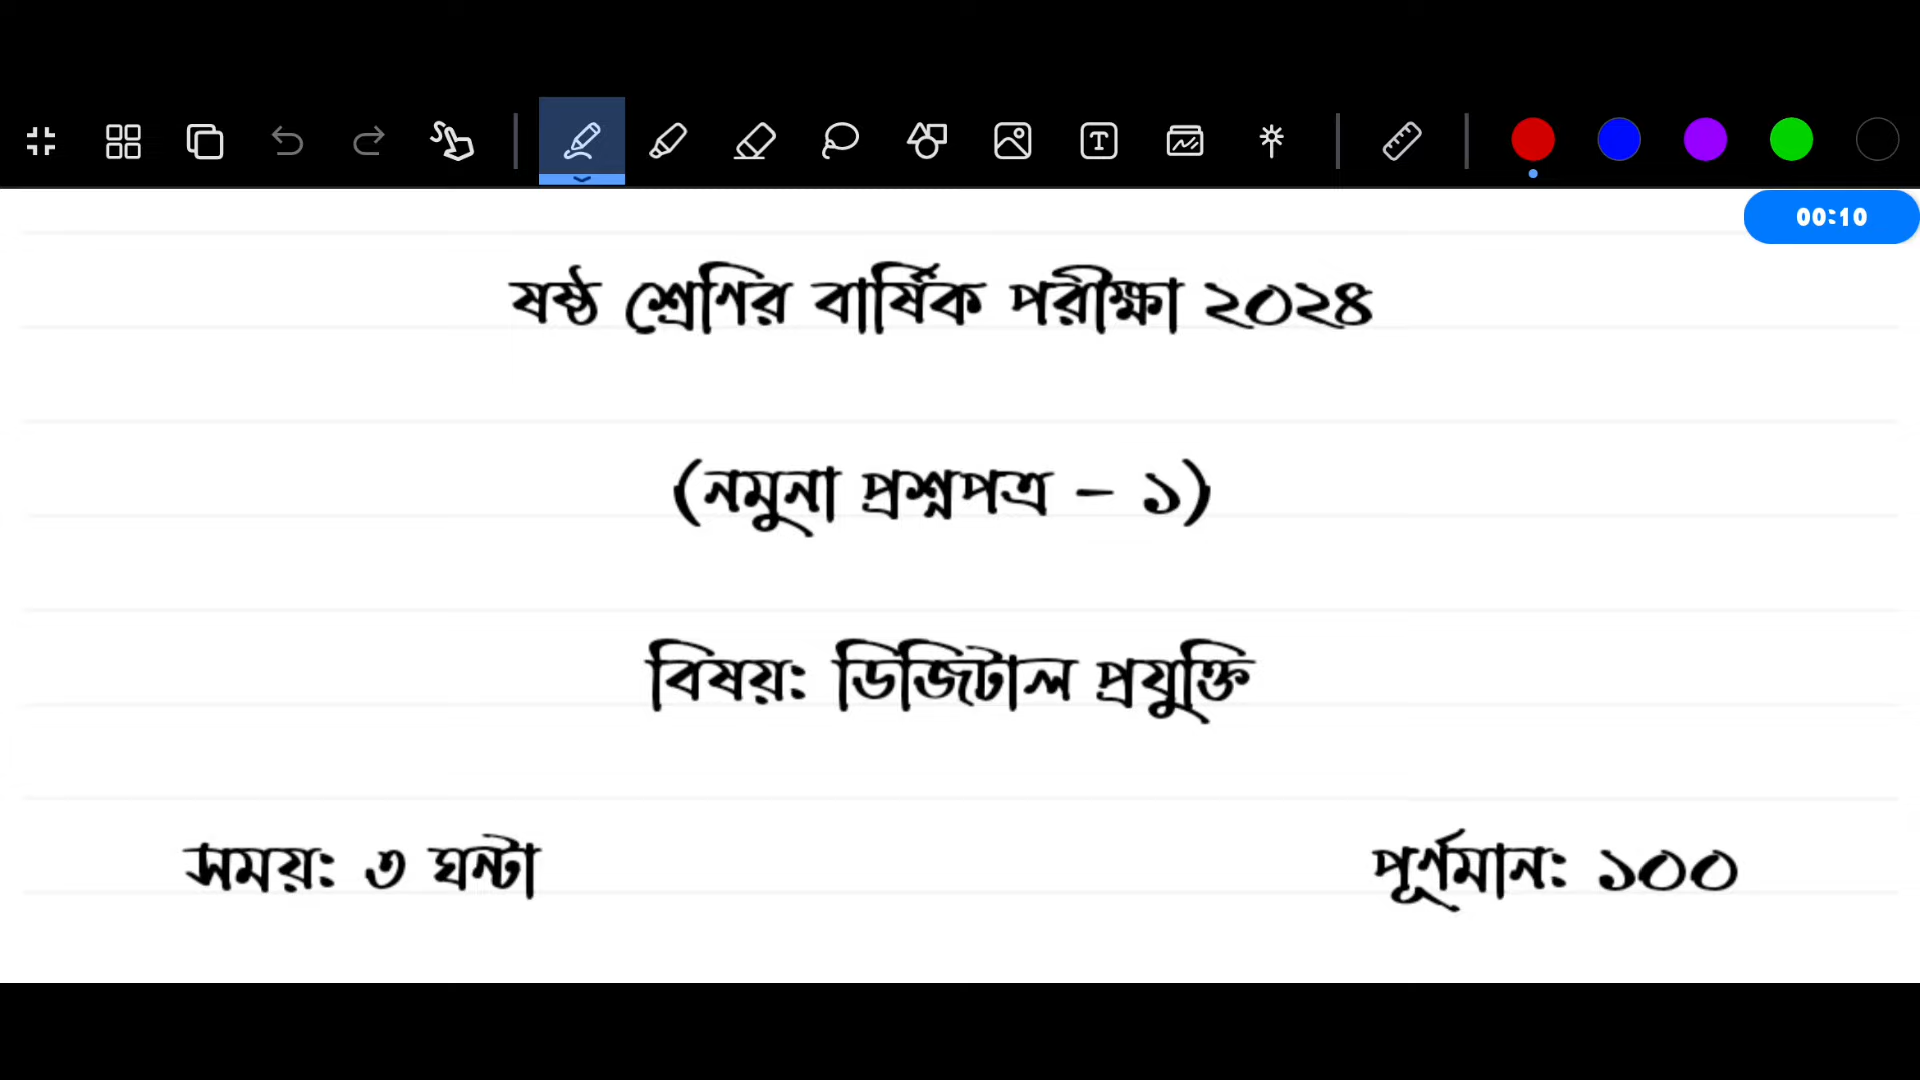 00:10
ষষ্ঠ শ্রেণির বার্ষিক পরীক্ষা ২০২৪
(নমুনা প্রশ্নপত্র – ১)
বিষয়: ডিজিটাল প্রযুক্তি
সময়: ৩ ঘন্টা পূর্ণমান: ১০০